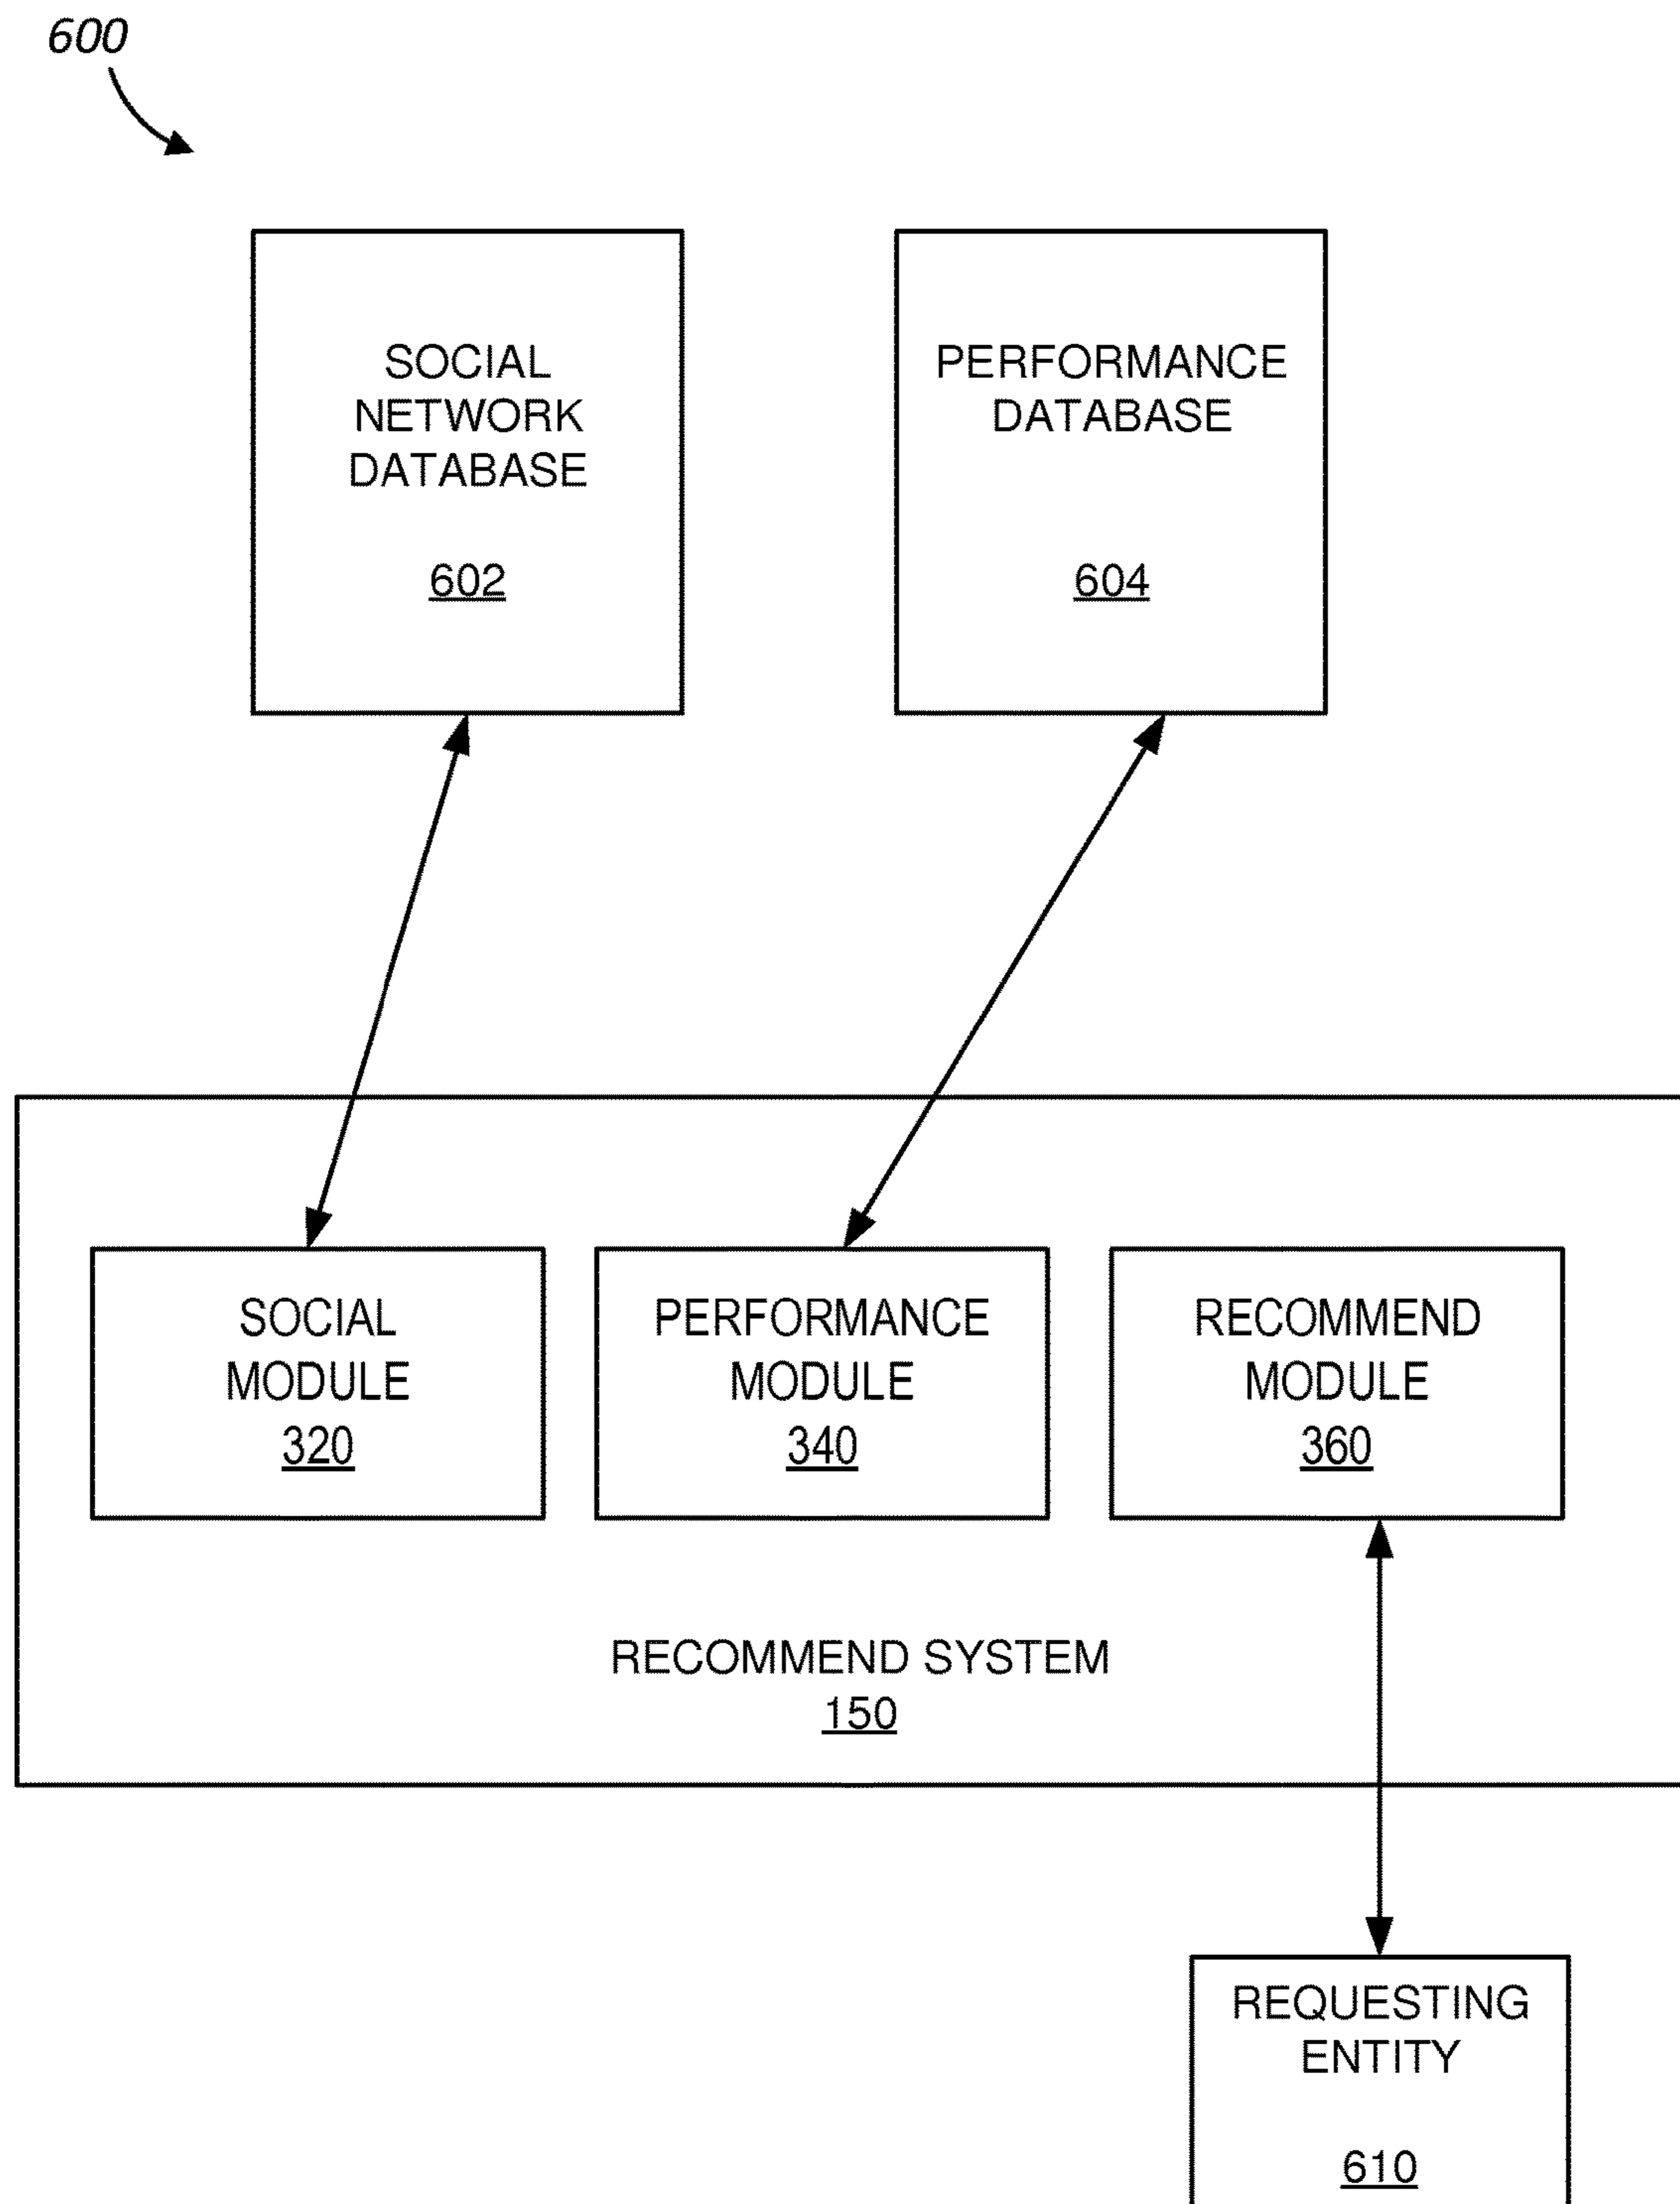 600
SOCIAL
NETWORK
DATABASE
602
PERFORMANCE
DATABASE
604
SOCIAL
MODULE
320
PERFORMANCE
MODULE
340
RECOMMEND
MODULE
360
RECOMMEND SYSTEM
150
REQUESTING
ENTITY
610